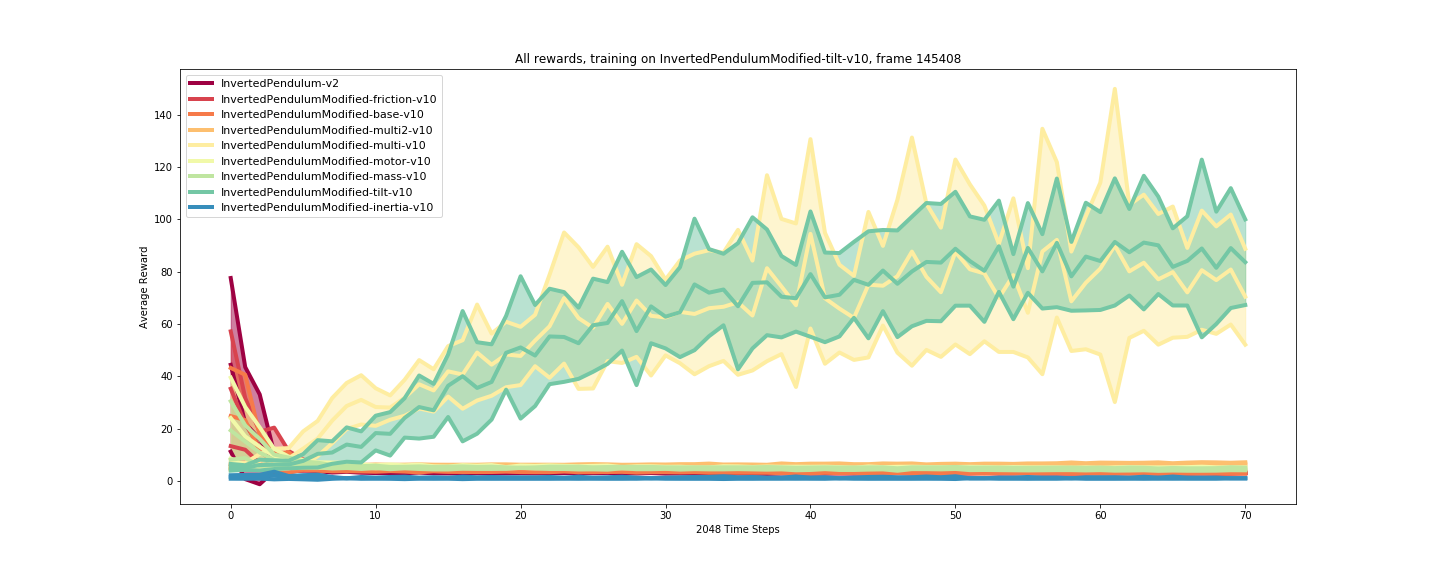 All rewards, training on InvertedPendulumModified-tilt-v10, frame 145408
InvertedPendulum-v2
InvertedPendulumModified-friction-v10
InvertedPendulumModified-base-v10
InvertedPendulumModified-multi2-v10
InvertedPendulumModified-multi-v10
InvertedPendulumModified-motor-v10
InvertedPendulumModified-mass-v10
InvertedPendulumModified-tilt-v10
InvertedPendulumModified-inertia-v10
Average Reward
140
120
100
80
60
40
20
0
0 10 20 30 40 50 60 70
2048 Time Steps